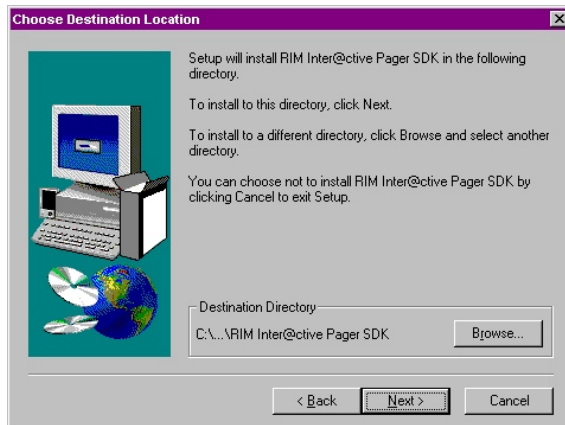 Choose Destination Location
Setup will install RIM Inter@ctive Pager SDK in the following
directory.
To install to this directory, click Next.
To install to a different directory, click Browse and select another
directory.
You can choose not to install RIM Inter@ctive Pager SDK by
clicking Cancel to exit Setup.
Destination Directory
C:\...\RIM Inter@ctive Pager SDK
Browse...
< Back
Next >
Cancel